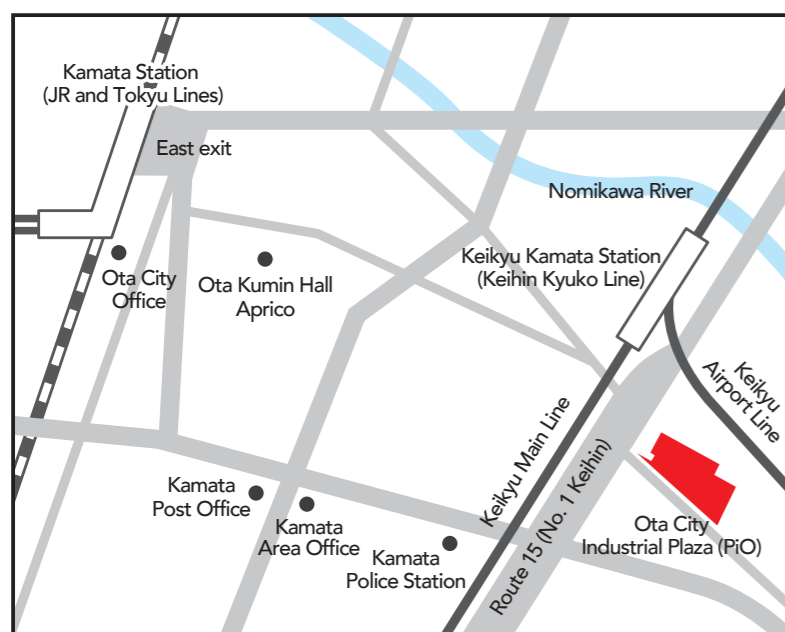 Kamata Station
(JR and Tokyu Lines)
East exit
Nomikawa River
Ota City
Office
Ota Kumin Hall
Aprico
Keikyu Kamata Station
(Keihin Kyuko Line)
Keikyu
Airport Line
Keikyu Main Line
Route 15 (No. 1 Keihin)
Kamata
Post Office
Kamata
Area Office
Kamata
Police Station
Ota City
Industrial Plaza (PiO)